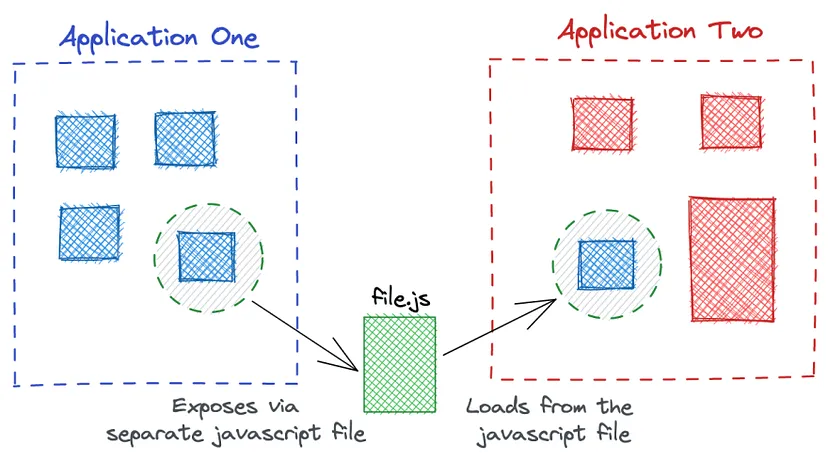 Application One
Application Two
file.js
Exposes via
separate javascript file
Loads from the
javascript file